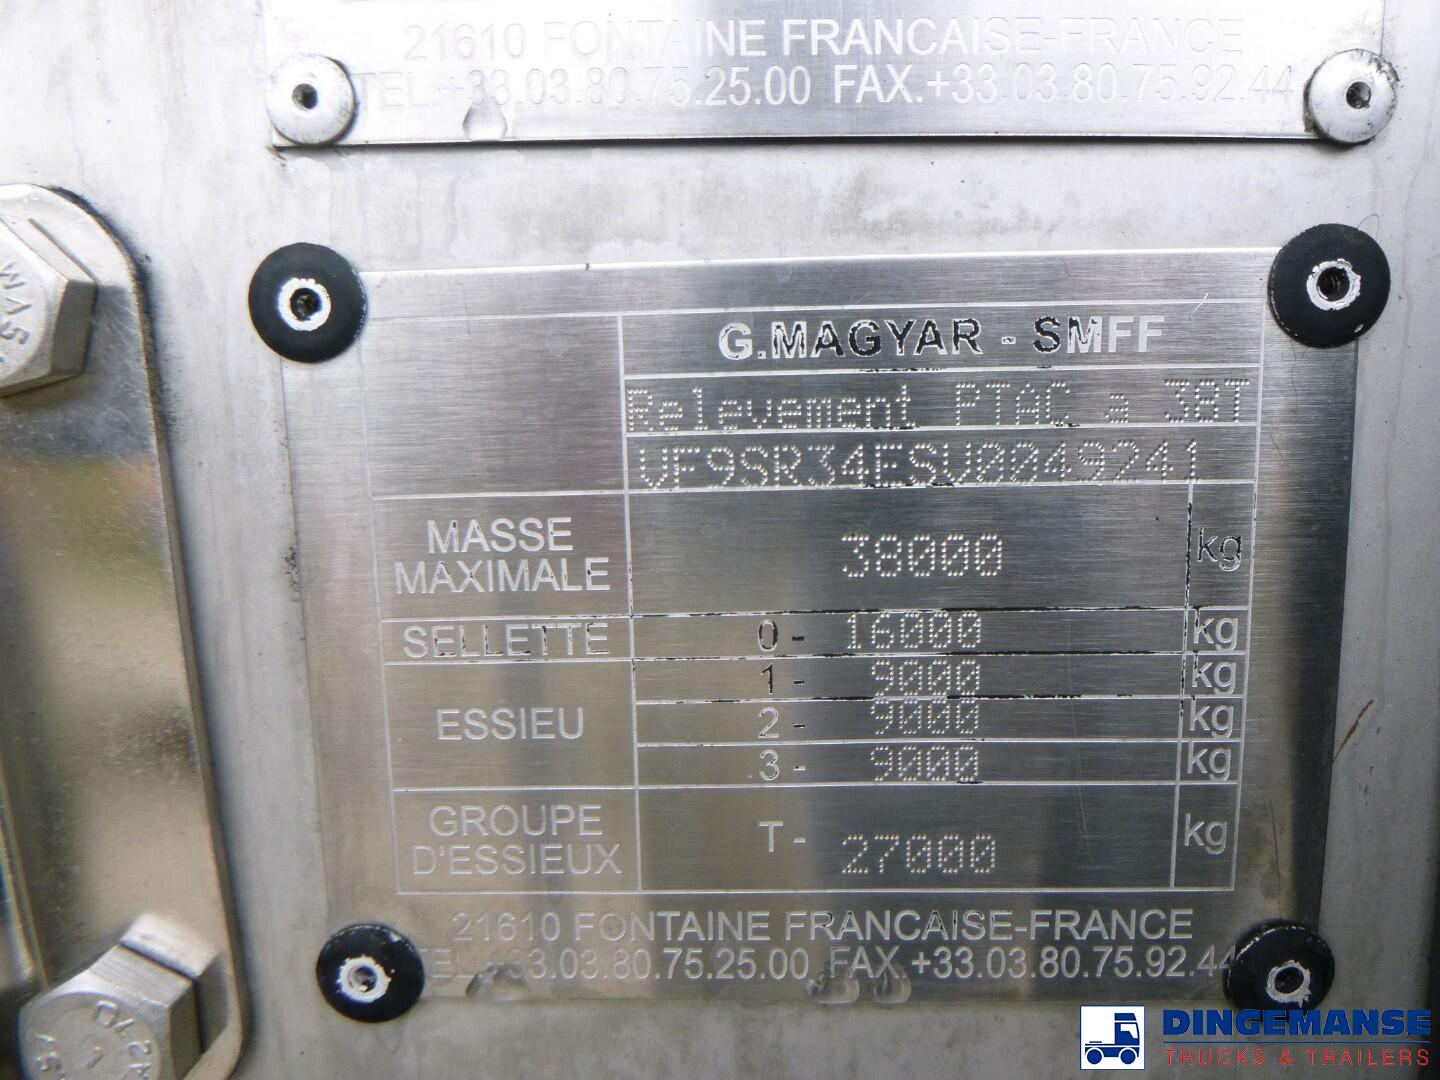 21610 FONTAINE FRANCAISE-FRANCE
TEL.+33.03.80.75.25.00 FAX.+33.03.80.75.92.44
G.MAGYAR - SMFF
Relevement PTAC a 38T
VF9SR34ESV0049241
MASSE MAXIMALE 38000 kg
SELLETTE 0- 16000 kg
1- 9000 kg
ESSIEU 2- 9000 kg
3- 9000 kg
GROUPE D'ESSIEUX T- 27000 kg
21610 FONTAINE FRANCAISE-FRANCE
TEL.+33.03.80.75.25.00 FAX.+33.03.80.75.92.44
DINGEMANSE
TRUCKS & TRAILERS